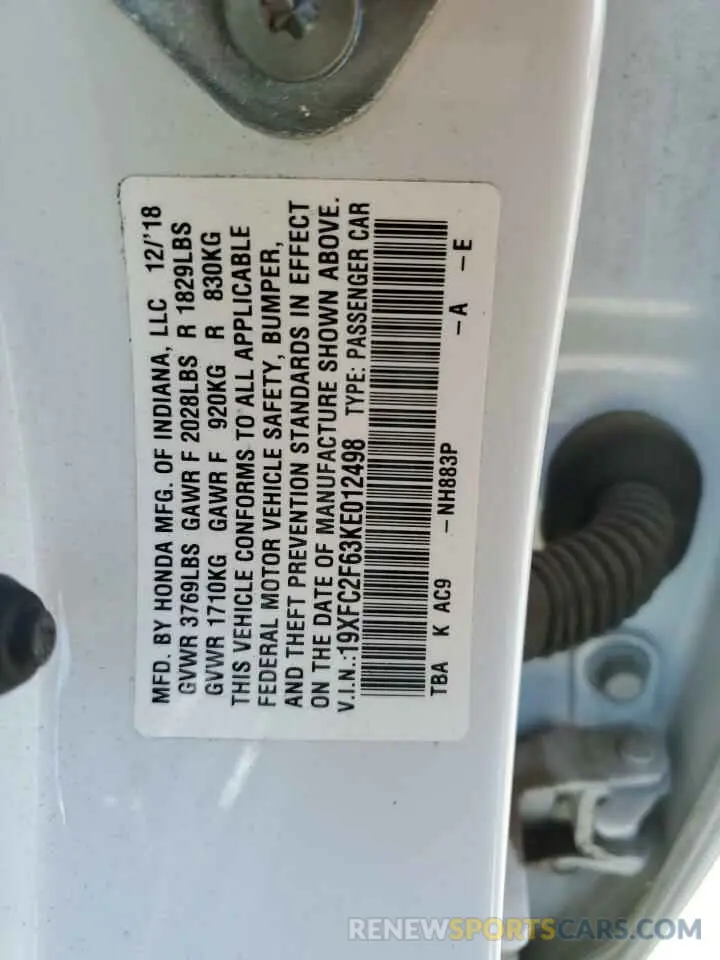 MFD. BY HONDA MFG. OF INDIANA, LLC 12/'18
GVWR 3769LBS GAWR F 2028LBS R 1829LBS
GVWR 1710KG GAWR F 920KG R 830KG
THIS VEHICLE CONFORMS TO ALL APPLICABLE
FEDERAL MOTOR VEHICLE SAFETY, BUMPER,
AND THEFT PREVENTION STANDARDS IN EFFECT
ON THE DATE OF MANUFACTURE SHOWN ABOVE.
V.I.N.:19XFC2F63KE012498 TYPE: PASSENGER CAR
TBA K AC9 -NH883P -A -E
RENEWSPORTSCARS.COM